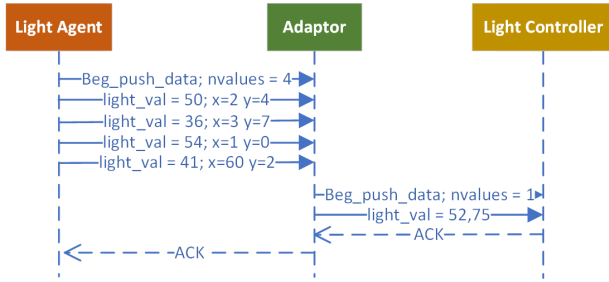 Light Agent
Adaptor
Light Controller
Beg_push_data; nvalues = 4
light_val = 50; x=2 y=4
light_val = 36; x=3 y=7
light_val = 54; x=1 y=0
light_val = 41; x=60 y=2
Beg_push_data; nvalues = 1
light_val = 52,75
ACK
ACK